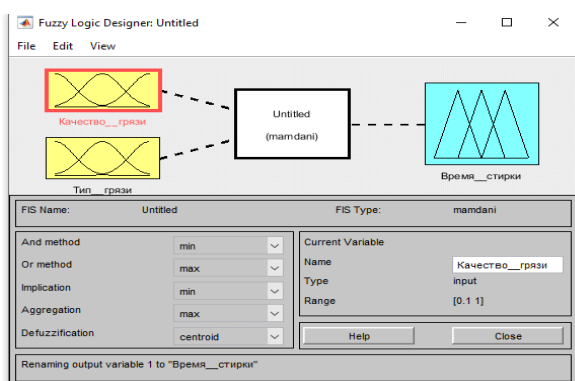 Fuzzy Logic Designer: Untitled
File Edit View
Качество__грязи
Тип__грязи
Untitled
(mamdani)
Время__стирки
FIS Name: Untitled FIS Type: mamdani
And method min
Or method max
Implication min
Aggregation max
Defuzzification centroid
Current Variable
Name Качество__грязи
Type input
Range [0.1 1]
Help Close
Renaming output variable 1 to "Время__стирки"